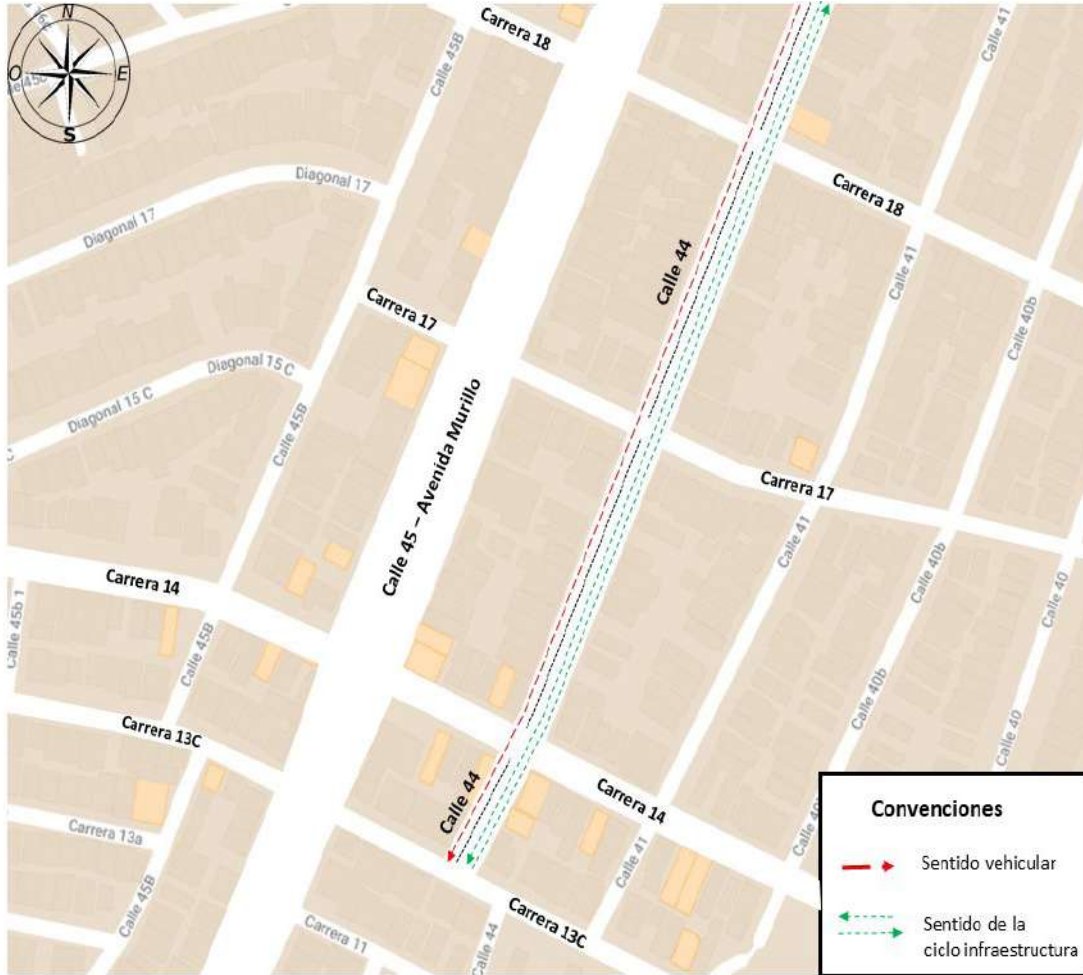 N
O
E
S
Carrera 18
Calle 45B
Calle 41
Diagonal 17
Diagonal 17
Carrera 18
Calle 44
Calle 41
Calle 40b
Carrera 17
Diagonal 15 C
Diagonal 15 C
Calle 45B
Calle 45 – Avenida Murillo
Carrera 17
Calle 41
Calle 40b
Calle 40
Carrera 14
Calle 45b 1
Calle 45B
Calle 40b
Calle 40
Carrera 13C
Calle 44
Carrera 14
Carrera 13a
Calle 41
Calle 45B
Carrera 11
Calle 44
Carrera 13C
Convenciones
Sentido vehicular
Sentido de la
ciclo infraestructura